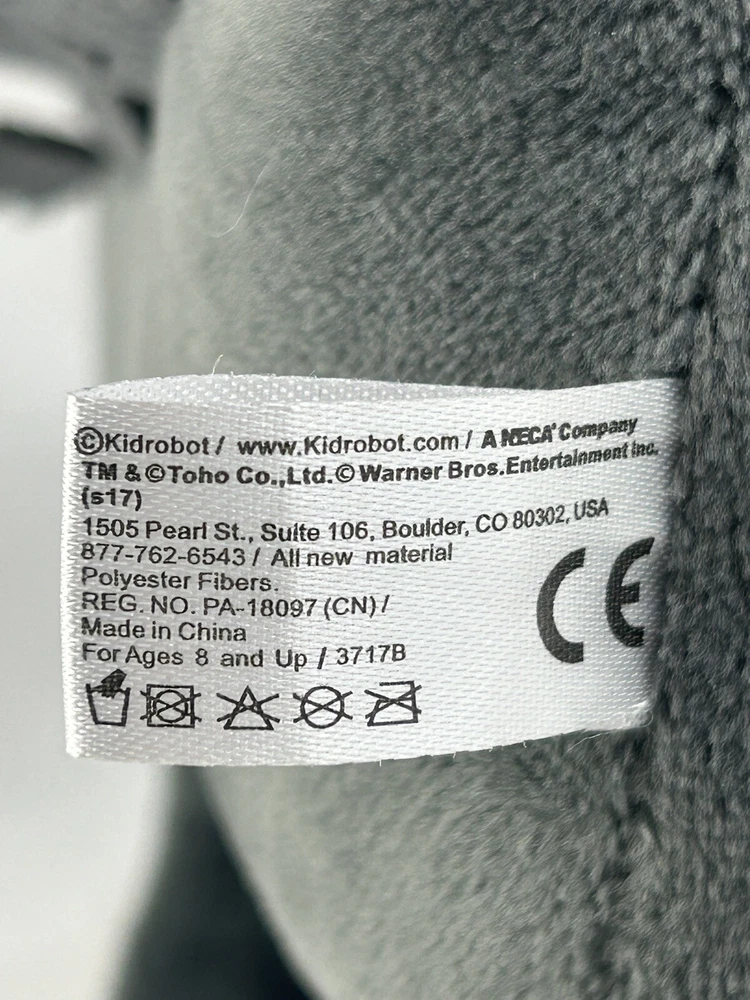 ©Kidrobot / www.Kidrobot.com / A NECA® Company
TM & ©Toho Co.,Ltd.© Warner Bros.Entertainment Inc.
(s17)
1505 Pearl St., Suite 106, Boulder, CO 80302, USA
877-762-6543 / All new material
Polyester Fibers.
REG. NO. PA-18097 (CN) /
Made in China
For Ages 8 and Up / 3717B
CE